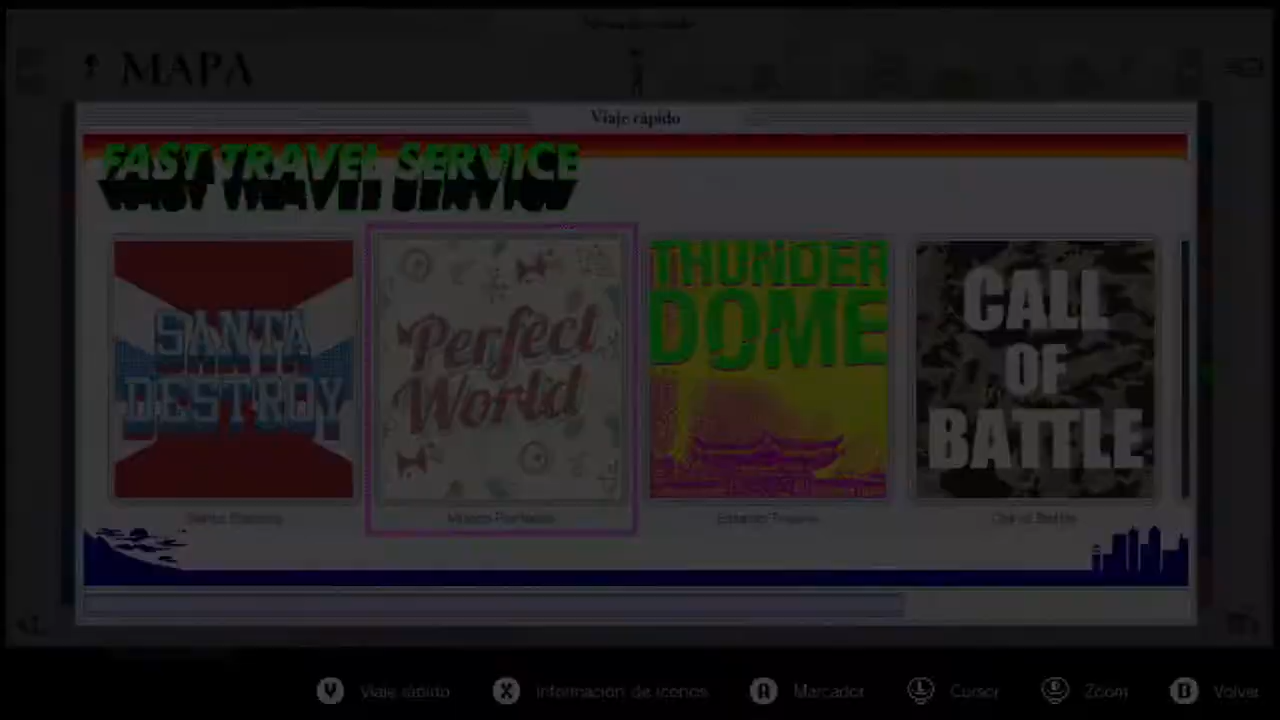 MAPA
Viaje rápido
FAST TRAVEL SERVICE
SANTA
DESTROY
Perfect
World
THUNDER
DOME
CALL
OF
BATTLE
Santa Destroy
Call of Battle
Y Viaje rápido X Información de iconos A Marcador L Cursor R Zoom B Volver